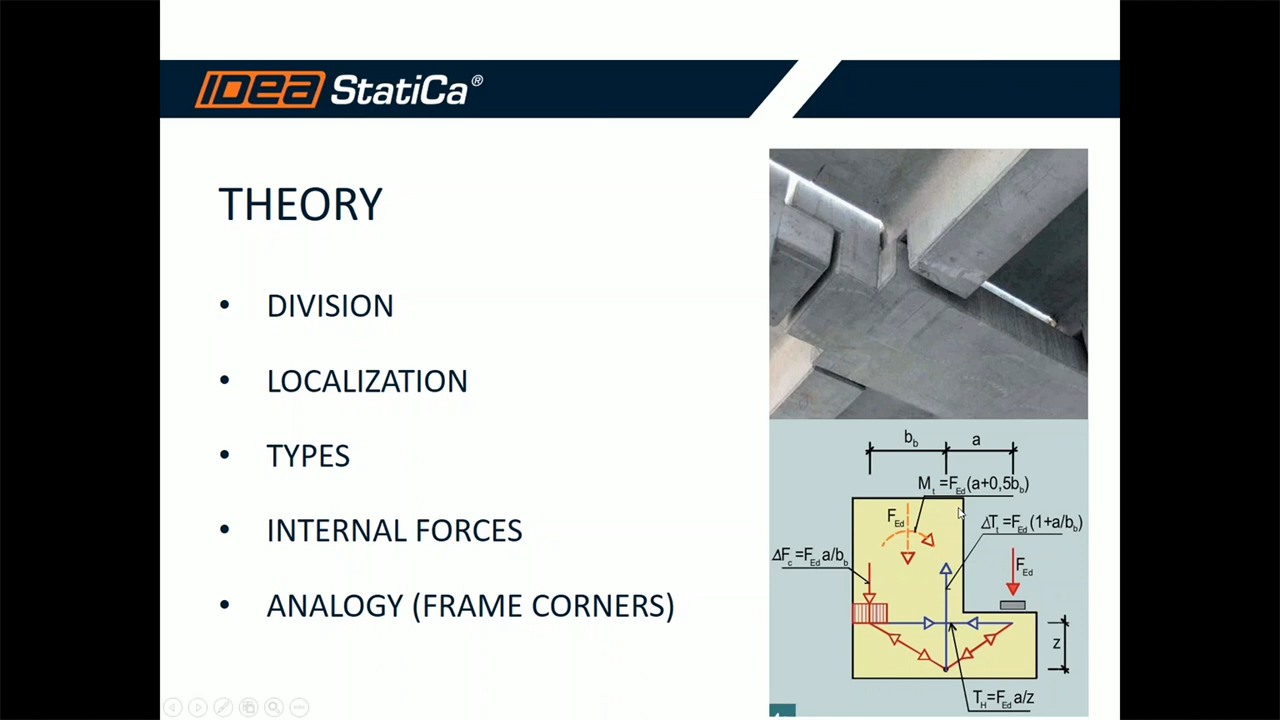 IDEA StatiCa®
THEORY
• DIVISION
• LOCALIZATION
• TYPES
• INTERNAL FORCES
• ANALOGY (FRAME CORNERS)
b_b a
M_t =F_Ed(a+0,5b_b)
F_Ed
ΔT_t =F_Ed(1+a/b_b)
ΔF_c =F_Ed a/b_b
F_Ed
z
T_H=F_Ed a/z